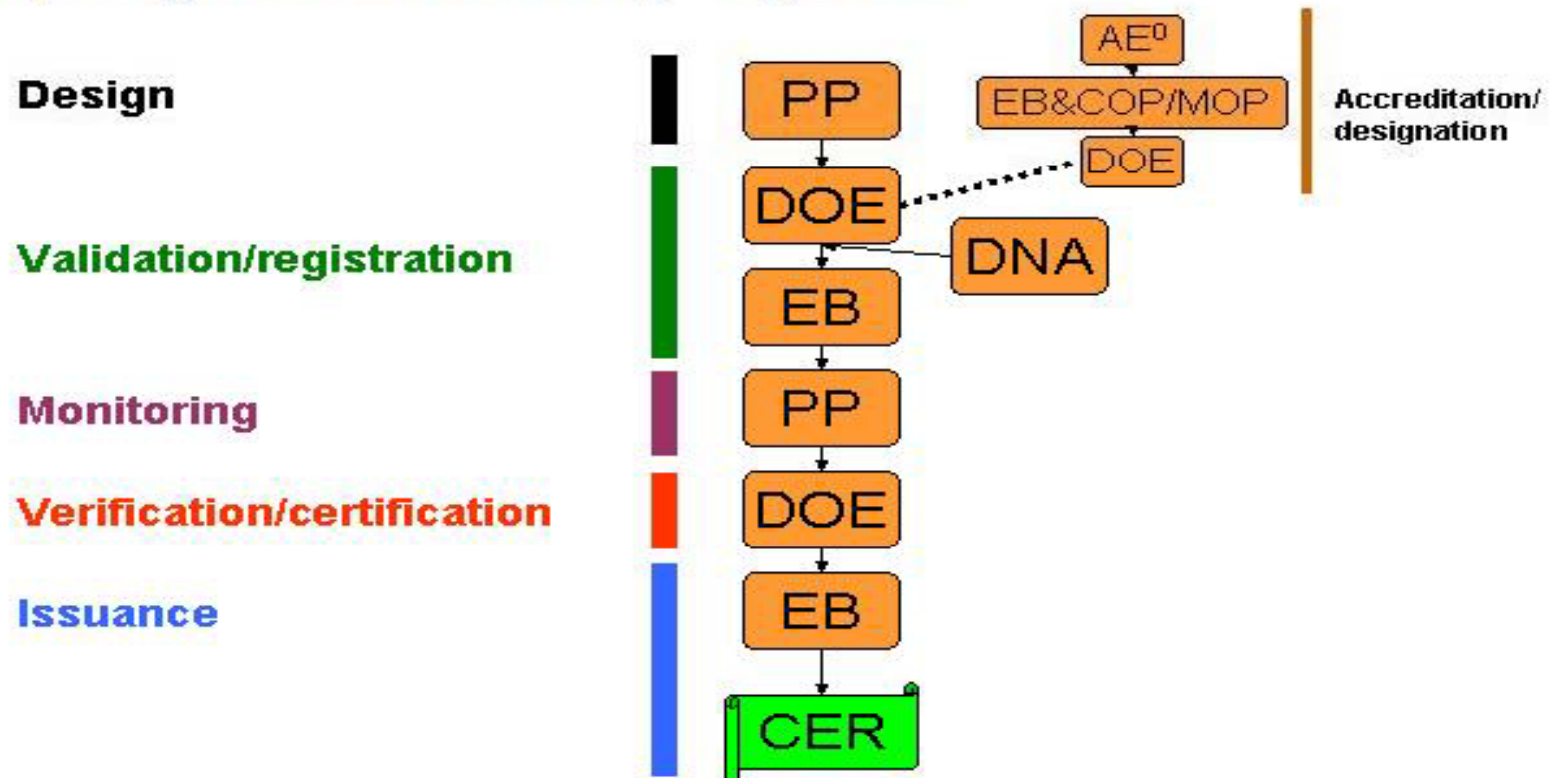 AE⁰
Design
PP
EB&COP/MOP
Accreditation/
designation
DOE
DOE
Validation/registration
DNA
EB
Monitoring
PP
Verification/certification
DOE
Issuance
EB
CER